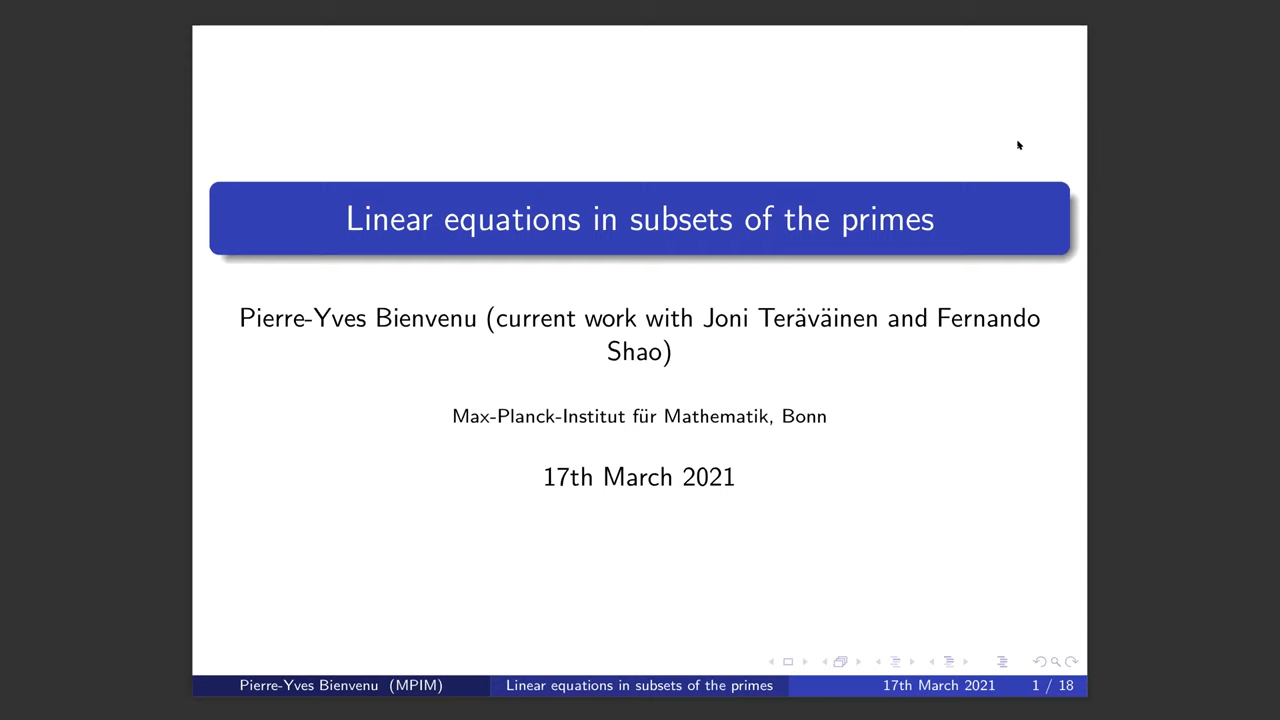 Linear equations in subsets of the primes
Pierre-Yves Bienvenu (current work with Joni Teräväinen and Fernando
Shao)
Max-Planck-Institut für Mathematik, Bonn
17th March 2021
Pierre-Yves Bienvenu (MPIM) Linear equations in subsets of the primes 17th March 2021 1 / 18